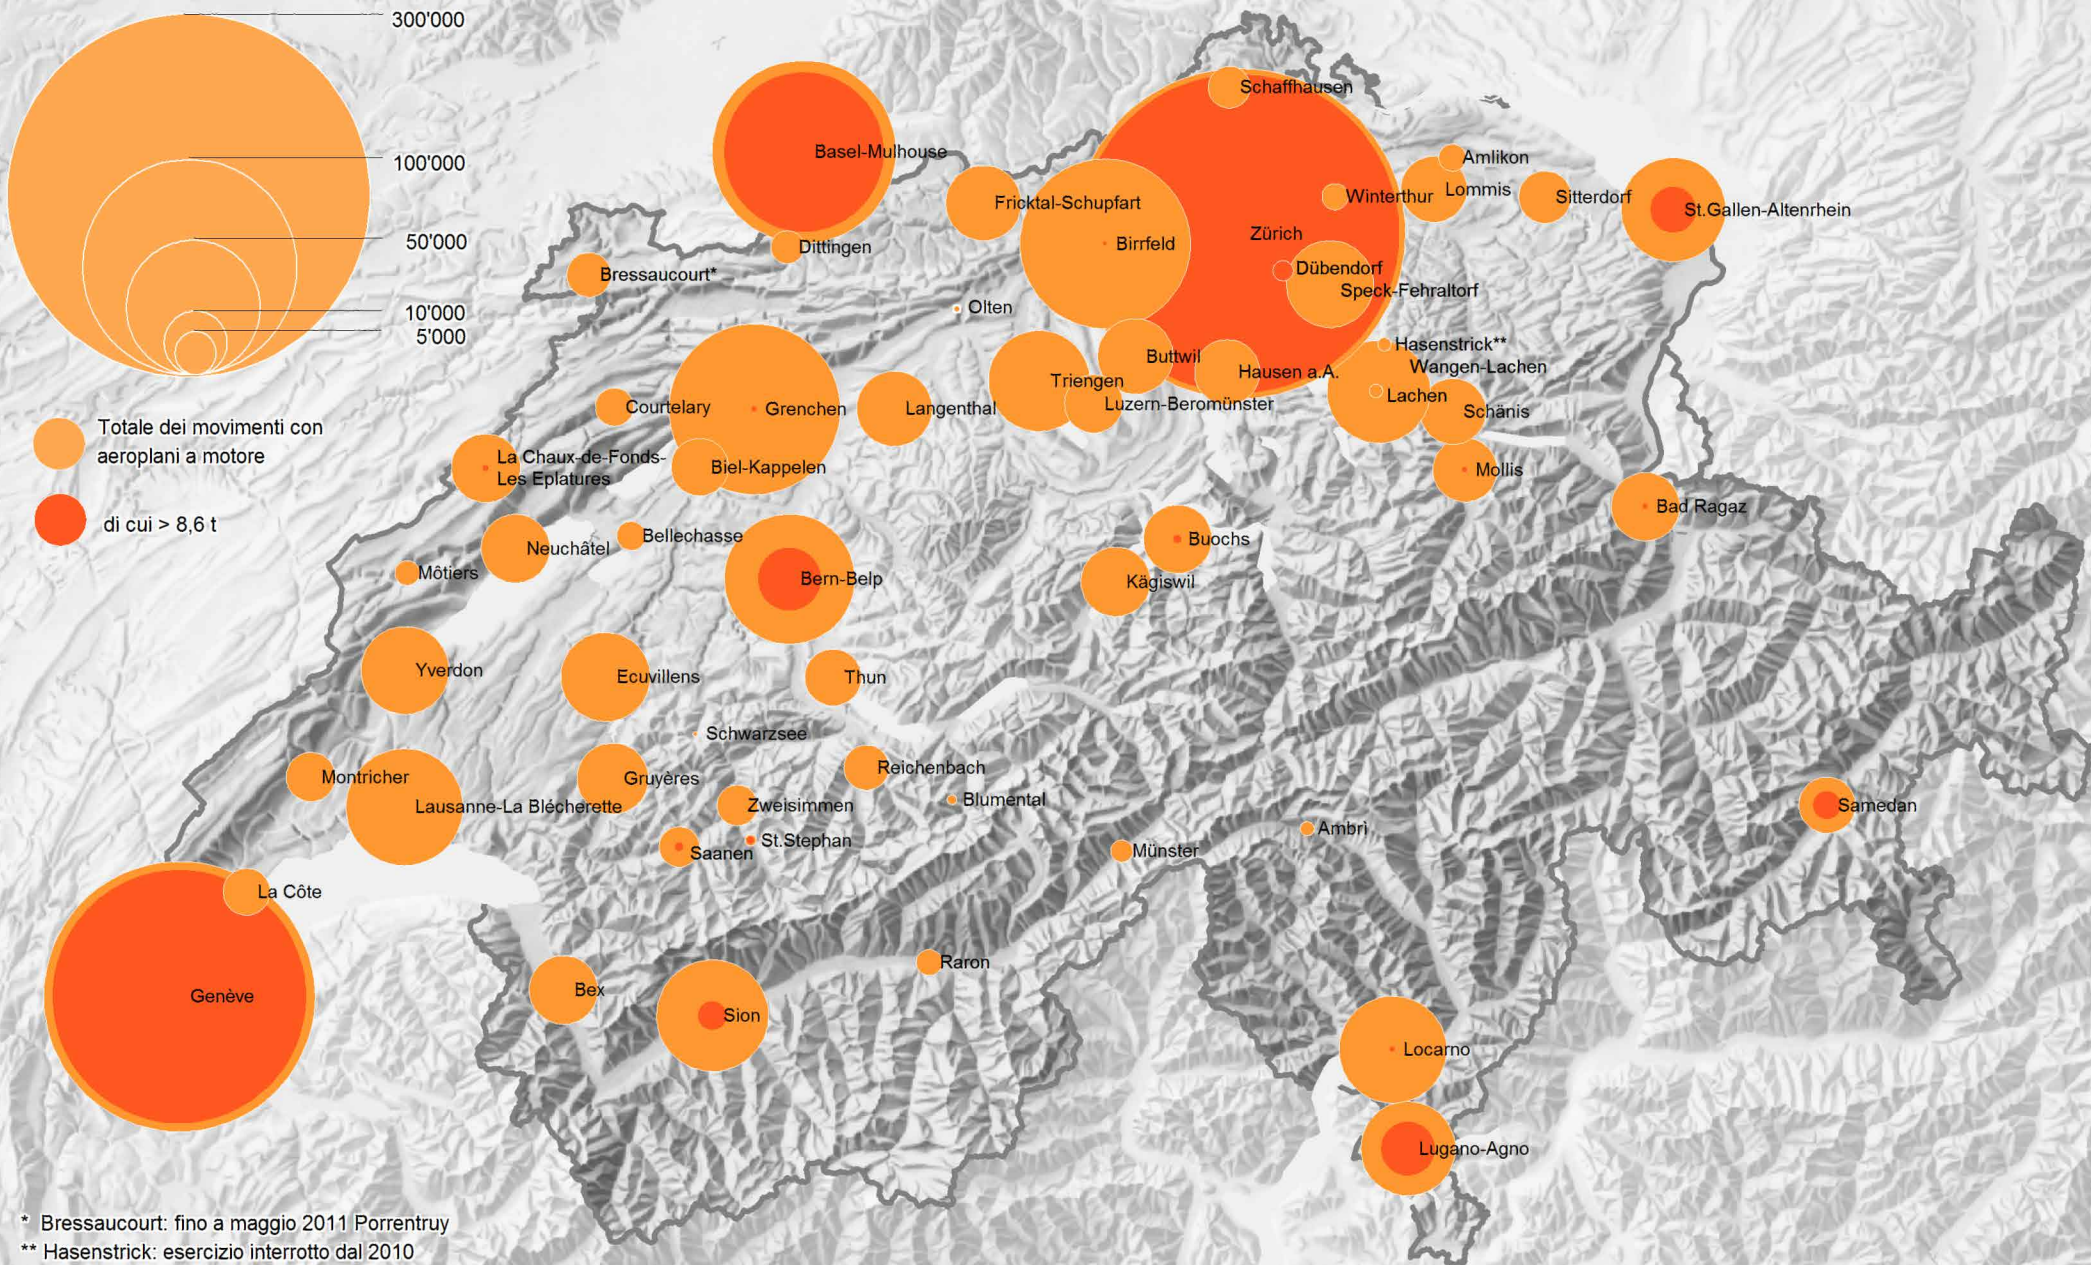 300'000
100'000
50'000
10'000
5'000
Totale dei movimenti con
aeroplani a motore
di cui > 8,6 t
Schaffhausen
Basel-Mulhouse
Amlikon
Lommis
Winterthur
Sitterdorf
St.Gallen-Altenrhein
Fricktal-Schupfart
Zürich
Birrfeld
Dittingen
Dübendorf
Bressaucourt*
Speck-Fehraltorf
Olten
Hasenstrick**
Buttwil
Wangen-Lachen
Hausen a.A.
Triengen
Lachen
Luzern-Beromünster
Courtelary
Grenchen
Langenthal
Schänis
La Chaux-de-Fonds-
Les Eplatures
Biel-Kappelen
Mollis
Bad Ragaz
Bellechasse
Neuchâtel
Buochs
Môtiers
Bern-Belp
Kägiswil
Yverdon
Ecuvillens
Thun
Schwarzsee
Reichenbach
Montricher
Gruyères
Blumental
Lausanne-La Blécherette
Zweisimmen
Samedan
Ambrì
St.Stephan
Saanen
Münster
La Côte
Raron
Bex
Genève
Sion
Locarno
Lugano-Agno
* Bressaucourt: fino a maggio 2011 Porrentruy
** Hasenstrick: esercizio interrotto dal 2010